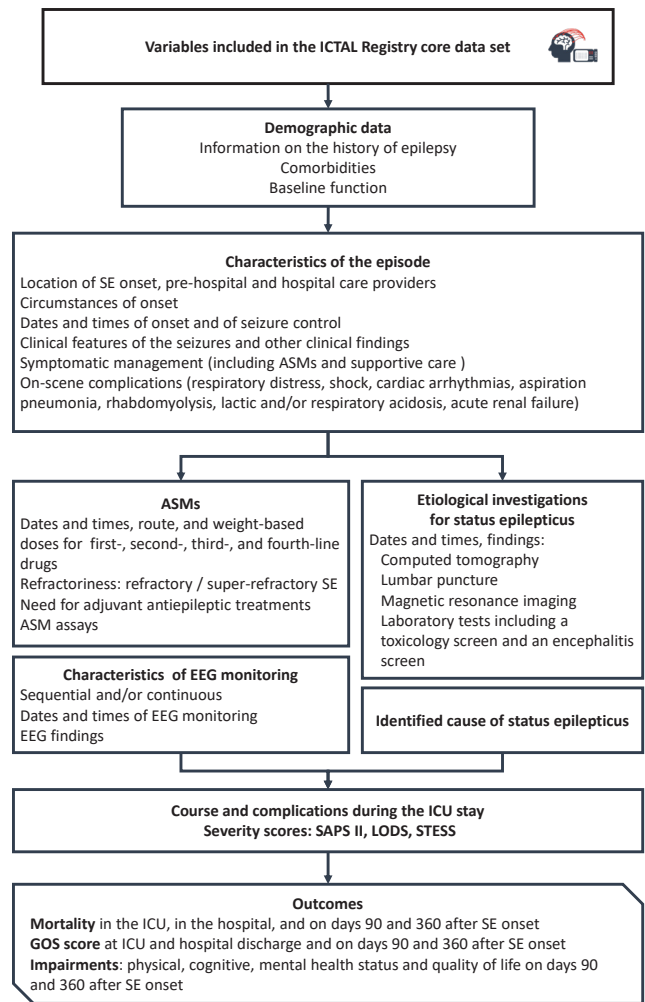 Variables included in the ICTAL Registry core data set
Demographic data
Information on the history of epilepsy
Comorbidities
Baseline function
Characteristics of the episode
Location of SE onset, pre-hospital and hospital care providers
Circumstances of onset
Dates and times of onset and of seizure control
Clinical features of the seizures and other clinical findings
Symptomatic management (including ASMs and supportive care )
On-scene complications (respiratory distress, shock, cardiac arrhythmias, aspiration
pneumonia, rhabdomyolysis, lactic and/or respiratory acidosis, acute renal failure)
ASMs
Dates and times, route, and weight-based
doses for first-, second-, third-, and fourth-line
drugs
Refractoriness: refractory / super-refractory SE
Need for adjuvant antiepileptic treatments
ASM assays
Etiological investigations
for status epilepticus
Dates and times, findings:
Computed tomography
Lumbar puncture
Magnetic resonance imaging
Laboratory tests including a
toxicology screen and an encephalitis
screen
Characteristics of EEG monitoring
Sequential and/or continuous
Dates and times of EEG monitoring
EEG findings
Identified cause of status epilepticus
Course and complications during the ICU stay
Severity scores: SAPS II, LODS, STESS
Outcomes
Mortality in the ICU, in the hospital, and on days 90 and 360 after SE onset
GOS score at ICU and hospital discharge and on days 90 and 360 after SE onset
Impairments: physical, cognitive, mental health status and quality of life on days 90
and 360 after SE onset